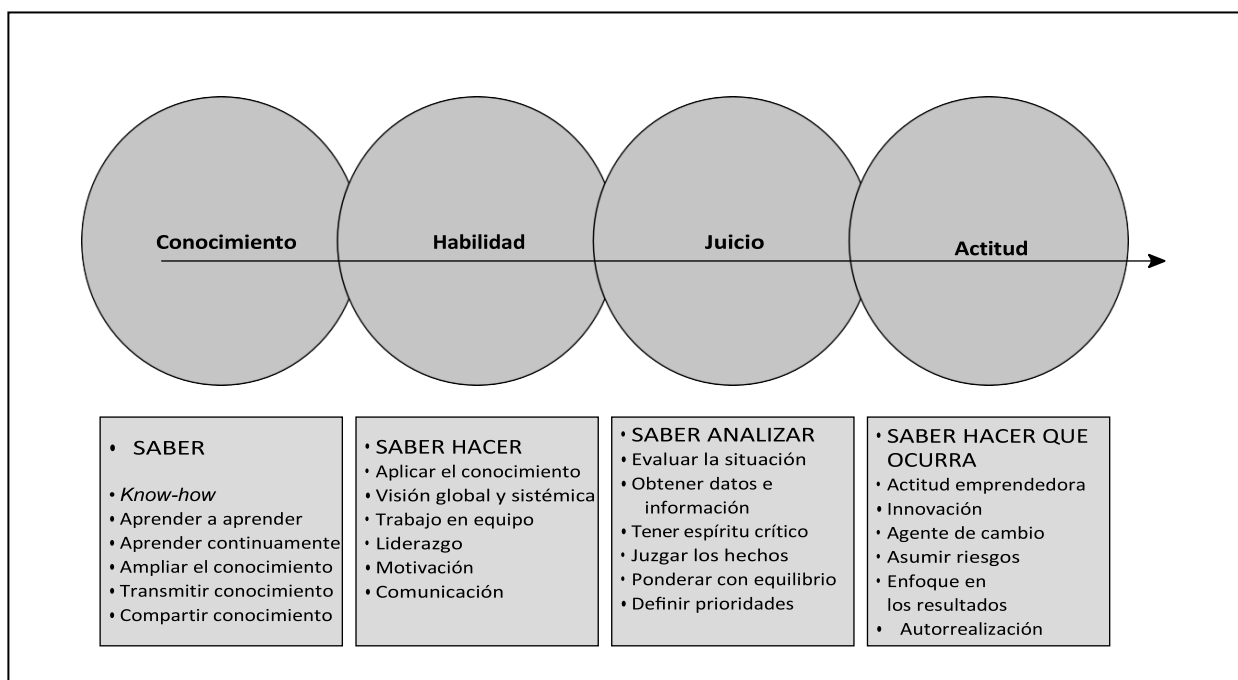 Conocimiento
Habilidad
Juicio
Actitud
• SABER
• Know-how
• Aprender a aprender
• Aprender continuamente
• Ampliar el conocimiento
• Transmitir conocimiento
• Compartir conocimiento
• SABER HACER
• Aplicar el conocimiento
• Visión global y sistémica
• Trabajo en equipo
• Liderazgo
• Motivación
• Comunicación
• SABER ANALIZAR
• Evaluar la situación
• Obtener datos e
información
• Tener espíritu crítico
• Juzgar los hechos
• Ponderar con equilibrio
• Definir prioridades
• SABER HACER QUE
OCURRA
• Actitud emprendedora
• Innovación
• Agente de cambio
• Asumir riesgos
• Enfoque en
los resultados
• Autorrealización